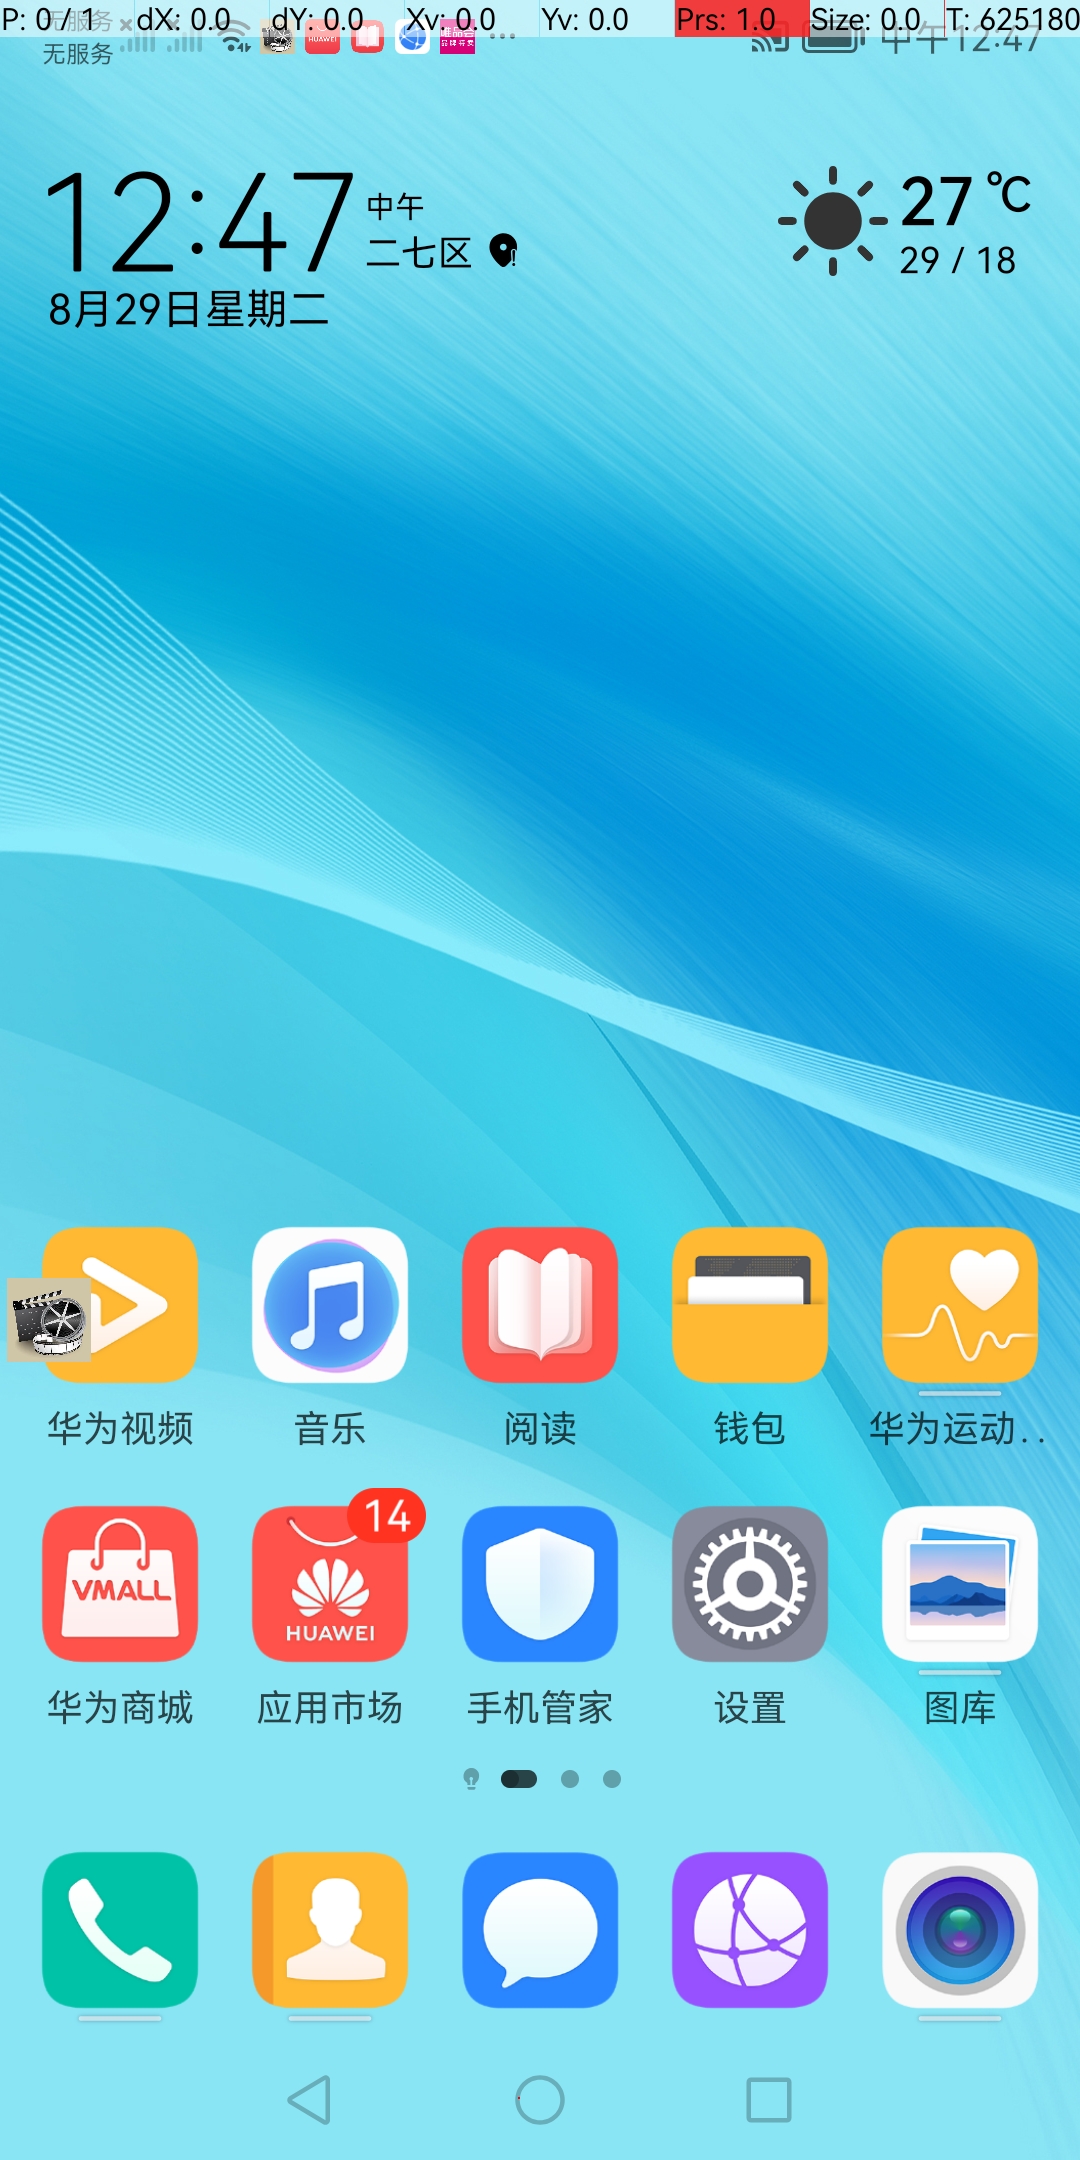 P: 0 / 1 dX: 0.0 dY: 0.0 Xv: 0.0 Yv: 0.0 Prs: 1.0 Size: 0.0 T: 625180
无服务
无服务
HUAWEI
中午12:47
12:47
中午
二七区
8月29日星期二
27 ℃
29 / 18
华为视频
音乐
阅读
钱包
华为运动..
VMALL
14
HUAWEI
华为商城
应用市场
手机管家
设置
图库